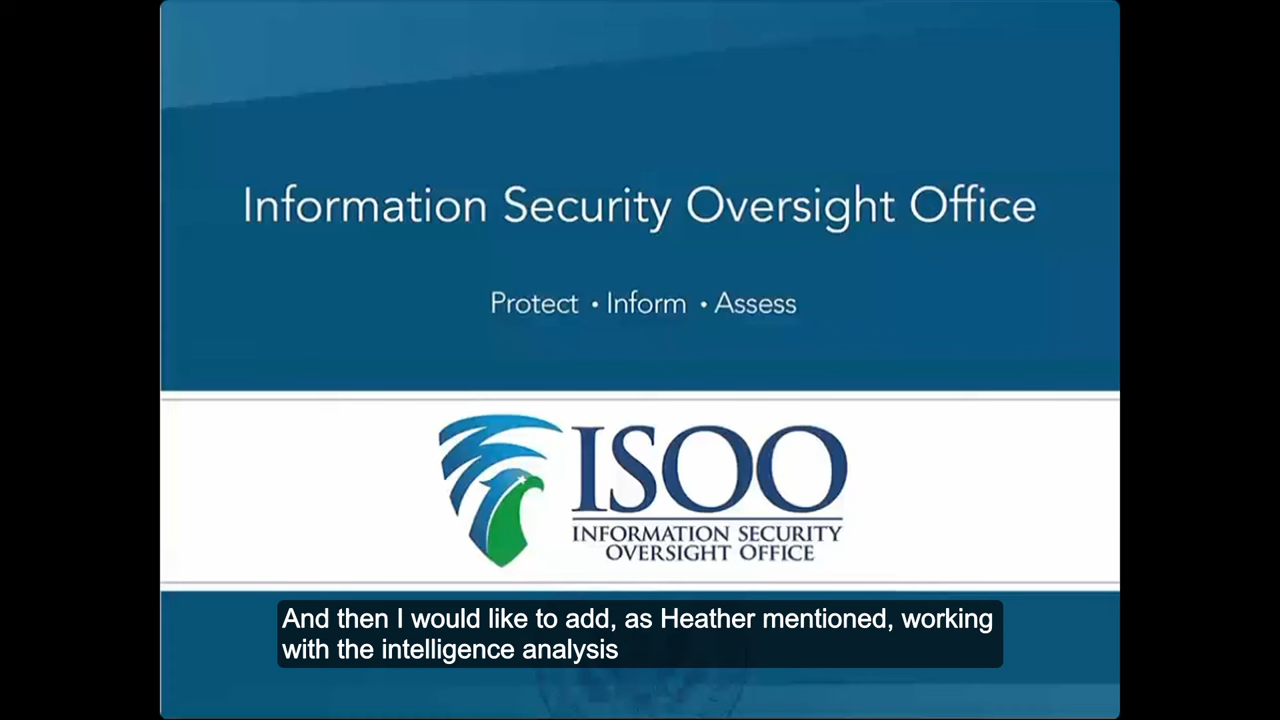 Information Security Oversight Office
Protect • Inform • Assess
ISOO
INFORMATION SECURITY
OVERSIGHT OFFICE
And then I would like to add, as Heather mentioned, working
with the intelligence analysis